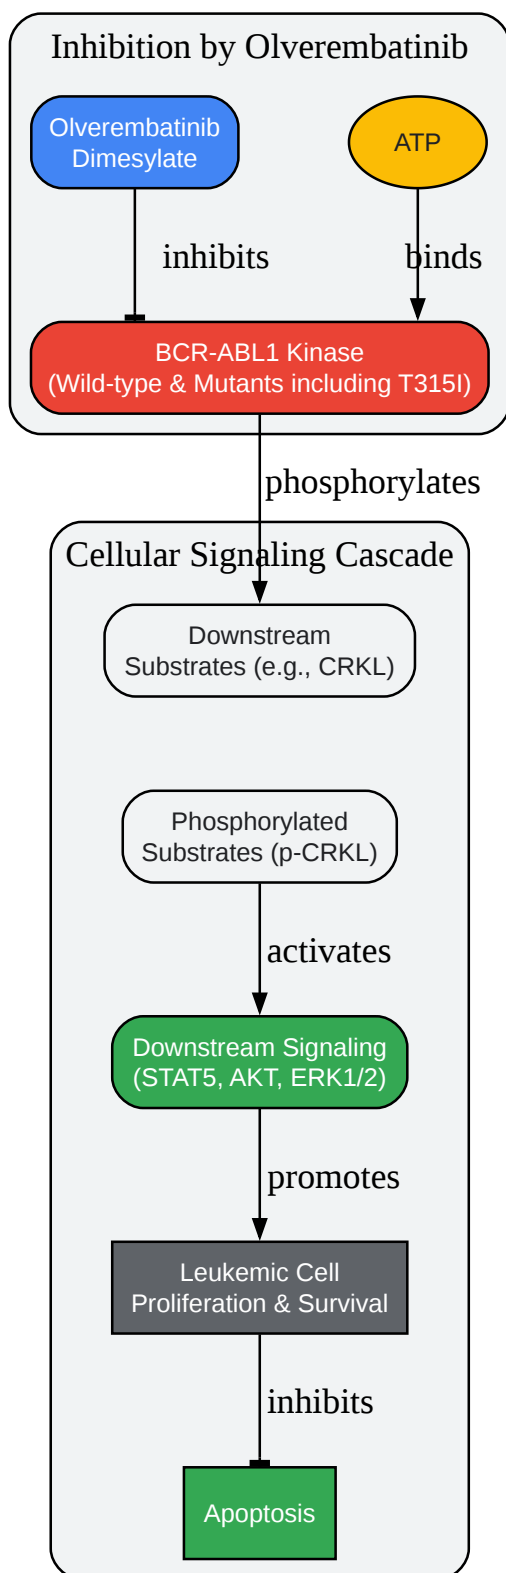 Inhibition by Olverembatinib
Olverembatinib
Dimesylate
ATP
inhibits
binds
BCR-ABL1 Kinase
(Wild-type & Mutants including T315I)
phosphorylates
Cellular Signaling Cascade
Downstream
Substrates (e.g., CRKL)
Phosphorylated
Substrates (p-CRKL)
activates
Downstream Signaling
(STAT5, AKT, ERK1/2)
promotes
Leukemic Cell
Proliferation & Survival
inhibits
Apoptosis